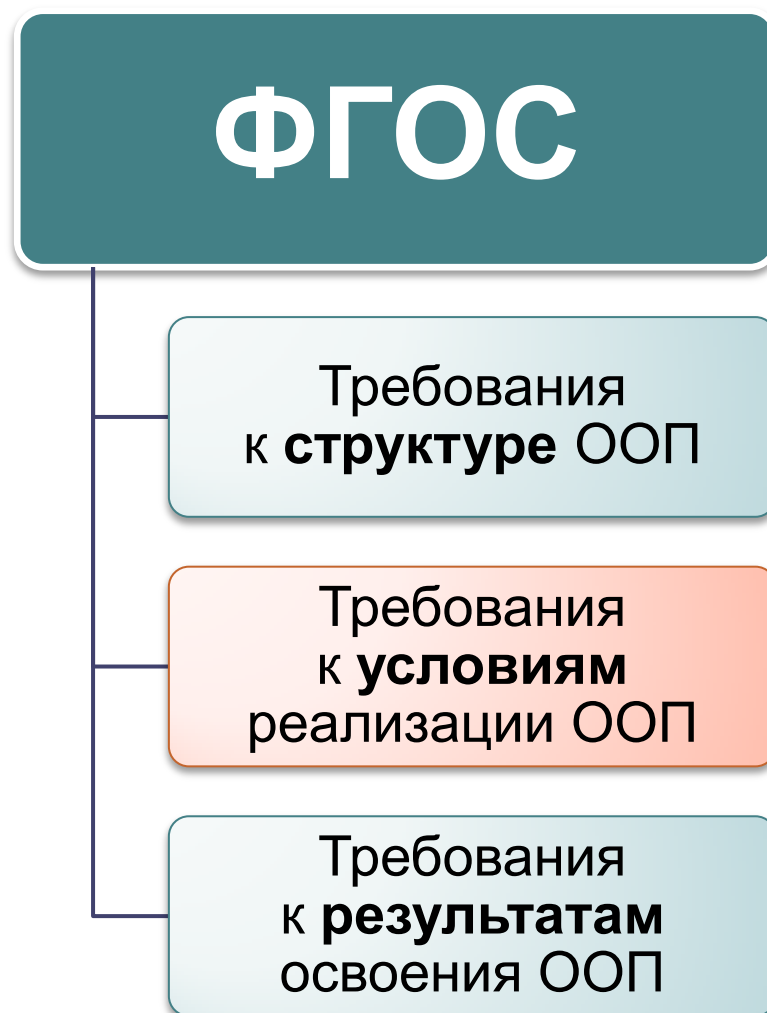 ФГОС
Требования
к структуре ООП
Требования
к условиям
реализации ООП
Требования
к результатам
освоения ООП